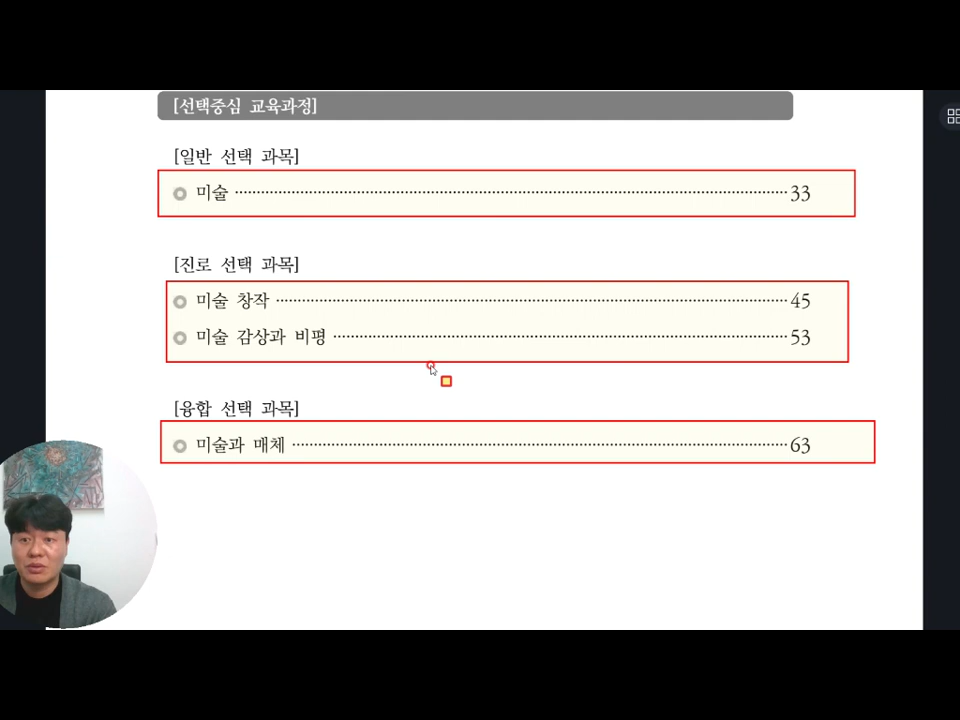 [선택중심 교육과정]
[일반 선택 과목]
미술 33
[진로 선택 과목]
미술 창작 45
미술 감상과 비평 53
[융합 선택 과목]
미술과 매체 63